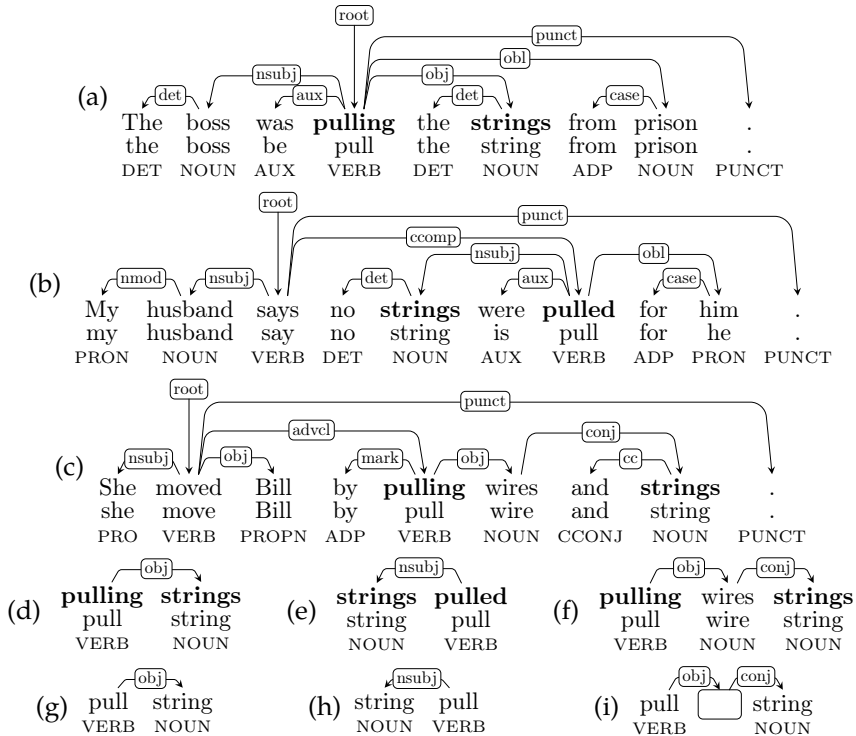 root
punct
obl
nsubj obj
(a) det aux det case
The boss was pulling the strings from prison .
the boss be pull the string from prison .
DET NOUN AUX VERB DET NOUN ADP NOUN PUNCT
root
punct
ccomp
nsubj obl
(b) nmod nsubj det aux case
My husband says no strings were pulled for him .
my husband say no string is pull for he .
PRON NOUN VERB DET NOUN AUX VERB ADP PRON PUNCT
root
punct
advcl conj
(c) nsubj obj mark obj cc
She moved Bill by pulling wires and strings .
she move Bill by pull wire and string .
PRO VERB PROPN ADP VERB NOUN CCONJ NOUN PUNCT
obj nsubj obj conj
(d) pulling strings (e) strings pulled (f) pulling wires strings
pull string string pull pull wire string
VERB NOUN NOUN VERB VERB NOUN NOUN
obj nsubj obj conj
(g) pull string (h) string pull (i) pull string
VERB NOUN NOUN VERB VERB NOUN